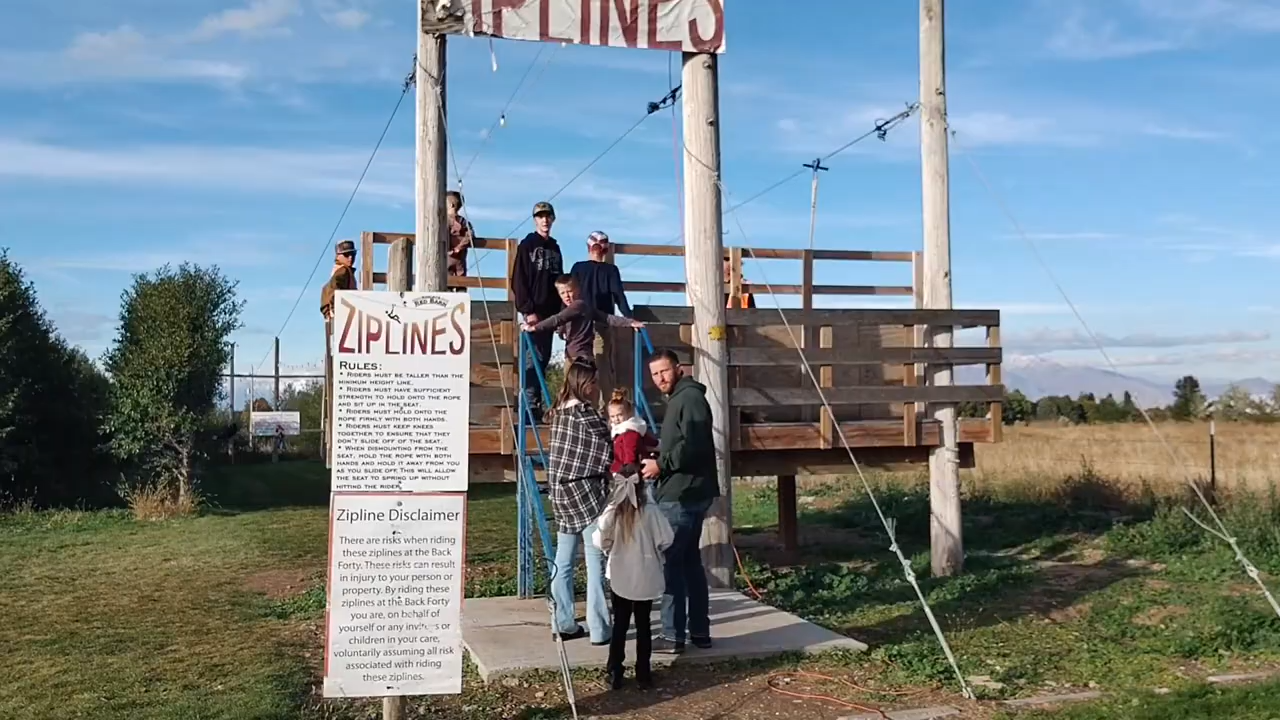 ZIPLINES
RED BARN
ZIPLINES
RULES:
• RIDERS MUST BE TALLER THAN THE
MINIMUM HEIGHT LINE.
• RIDERS MUST HAVE SUFFICIENT
STRENGTH TO HOLD ONTO THE ROPE
AND SIT UP IN THE SEAT.
• RIDERS MUST HOLD ONTO THE
ROPE FIRMLY WITH BOTH HANDS.
• RIDERS MUST KEEP KNEES
TOGETHER TO ENSURE THAT THEY
DON'T SLIDE OFF OF THE SEAT.
• WHEN DISMOUNTING FROM THE
SEAT, HOLD THE ROPE WITH BOTH
HANDS AND HOLD IT AWAY FROM YOU
AS YOU SLIDE OFF. THIS WILL ALLOW
THE SEAT TO SPRING UP WITHOUT
HITTING THE RIDER.
Zipline Disclaimer
There are risks when riding
these ziplines at the Back
Forty. These risks can result
in injury to your person or
property. By riding these
ziplines at the Back Forty
you are, on behalf of
yourself or any invitees or
children in your care,
voluntarily assuming all risk
associated with riding
these ziplines.